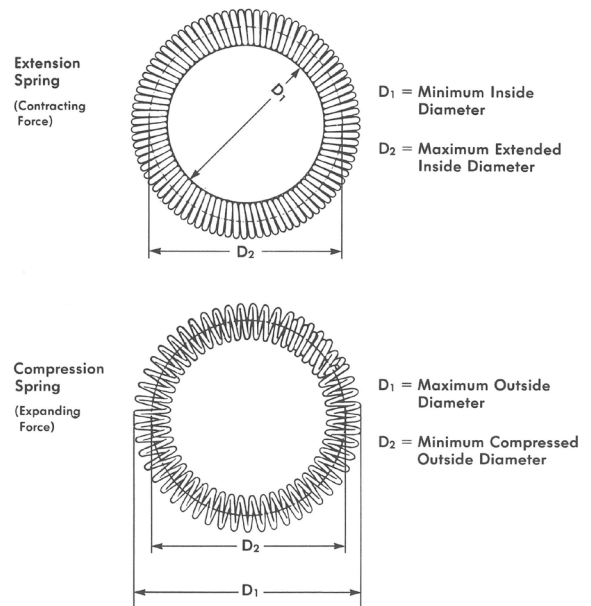 Extension
Spring
(Contracting
Force)
D₁
D₁ = Minimum Inside
Diameter
D₂ = Maximum Extended
Inside Diameter
D₂
Compression
Spring
(Expanding
Force)
D₁ = Maximum Outside
Diameter
D₂ = Minimum Compressed
Outside Diameter
D₂
D₁